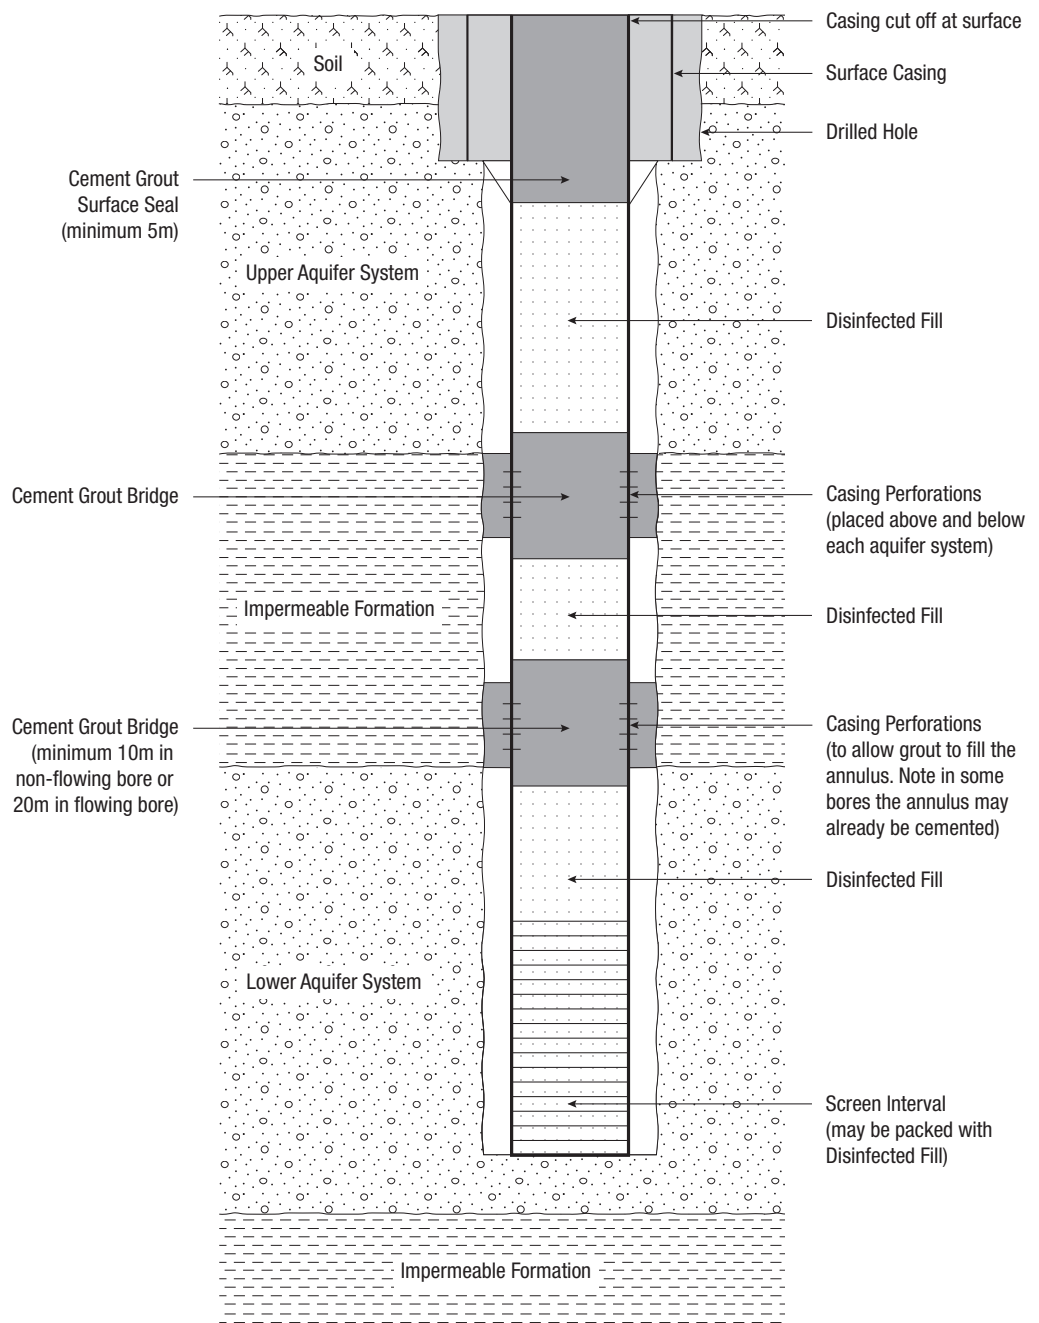 Casing cut off at surface
Soil
Surface Casing
Drilled Hole
Cement Grout
Surface Seal
(minimum 5m)
Upper Aquifer System
Disinfected Fill
Cement Grout Bridge
Casing Perforations
(placed above and below
each aquifer system)
Impermeable Formation
Disinfected Fill
Cement Grout Bridge
(minimum 10m in
non-flowing bore or
20m in flowing bore)
Casing Perforations
(to allow grout to fill the
annulus. Note in some
bores the annulus may
already be cemented)
Disinfected Fill
Lower Aquifer System
Screen Interval
(may be packed with
Disinfected Fill)
Impermeable Formation